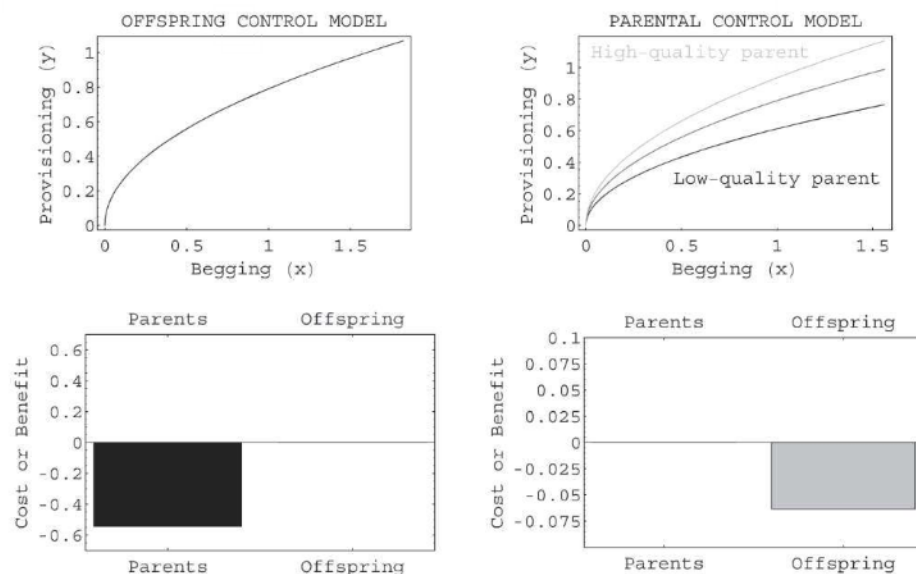 OFFSPRING CONTROL MODEL
Provisioning (y)
1
0.8
0.6
0.4
0.2
0
0 0.5 1 1.5
Begging (x)
PARENTAL CONTROL MODEL
High-quality parent
Low-quality parent
Provisioning (y)
1
0.8
0.6
0.4
0.2
0
0 0.5 1 1.5
Begging (x)
Parents Offspring
Cost or Benefit
0.6
0.4
0.2
0
-0.2
-0.4
-0.6
Parents Offspring
Parents Offspring
Cost or Benefit
0.1
0.075
0.05
0.025
0
-0.025
-0.05
-0.075
Parents Offspring